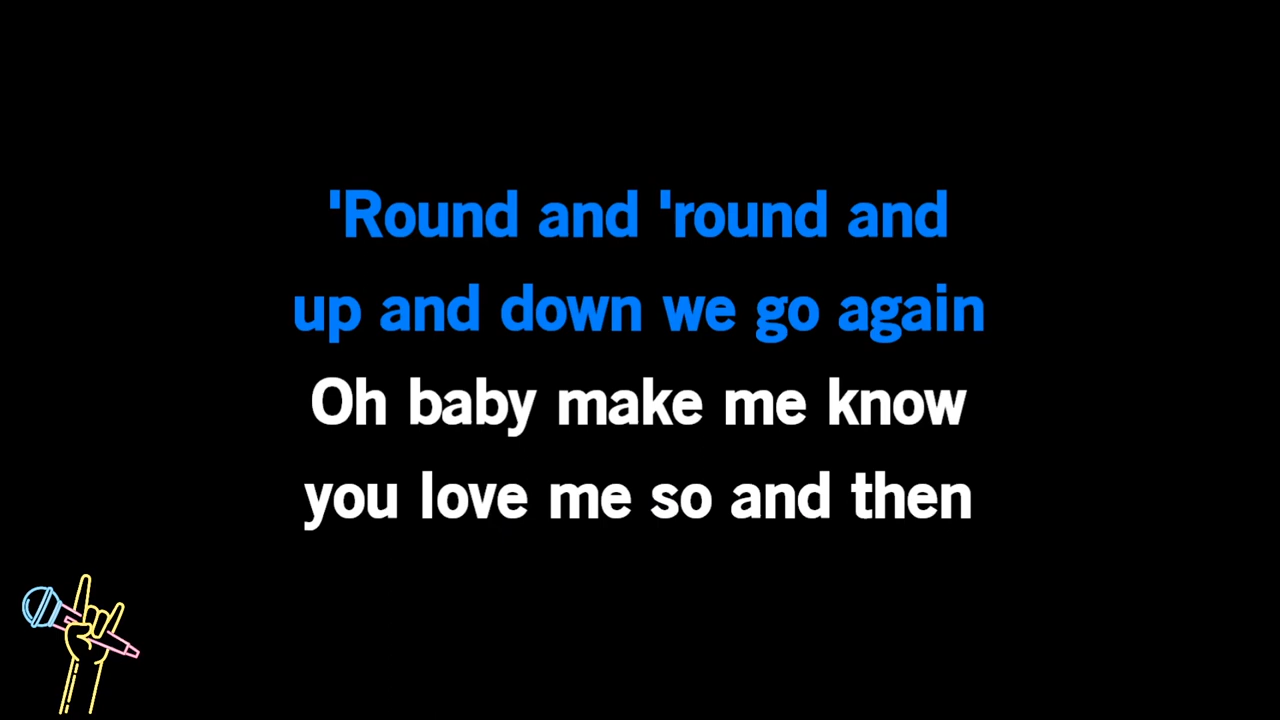 'Round and 'round and
up and down we go again
Oh baby make me know
you love me so and then